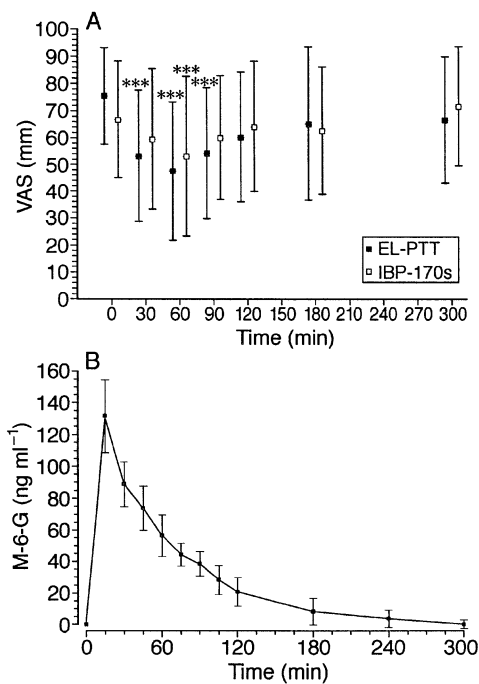 A
100
90
80
70
60
50
40
30
20
10
0
VAS (mm)
***
***
***
***
EL-PTT
IBP-170s
0 30 60 90 120 150 180 210 240 270 300
Time (min)
B
160
140
120
100
80
60
40
20
0
M-6-G (ng ml⁻¹)
0 60 120 180 240 300
Time (min)